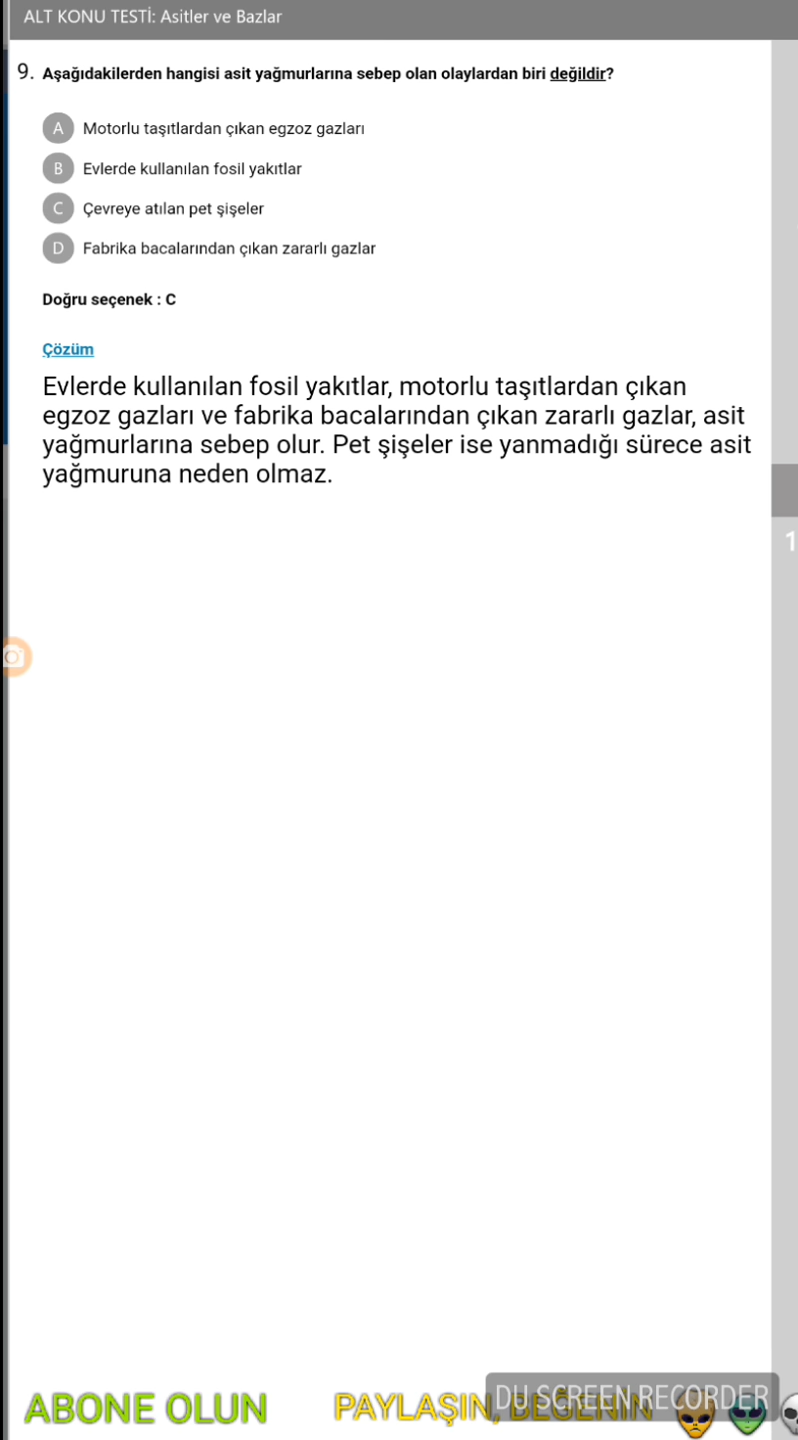 ALT KONU TESTİ: Asitler ve Bazlar
9. Aşağıdakilerden hangisi asit yağmurlarına sebep olan olaylardan biri değildir?
A Motorlu taşıtlardan çıkan egzoz gazları
B Evlerde kullanılan fosil yakıtlar
C Çevreye atılan pet şişeler
D Fabrika bacalarından çıkan zararlı gazlar
Doğru seçenek : C
Çözüm
Evlerde kullanılan fosil yakıtlar, motorlu taşıtlardan çıkan
egzoz gazları ve fabrika bacalarından çıkan zararlı gazlar, asit
yağmurlarına sebep olur. Pet şişeler ise yanmadığı sürece asit
yağmuruna neden olmaz.
1
DU SCREEN RECORDER
ABONE OLUN PAYLAŞIN, BEĞENİN